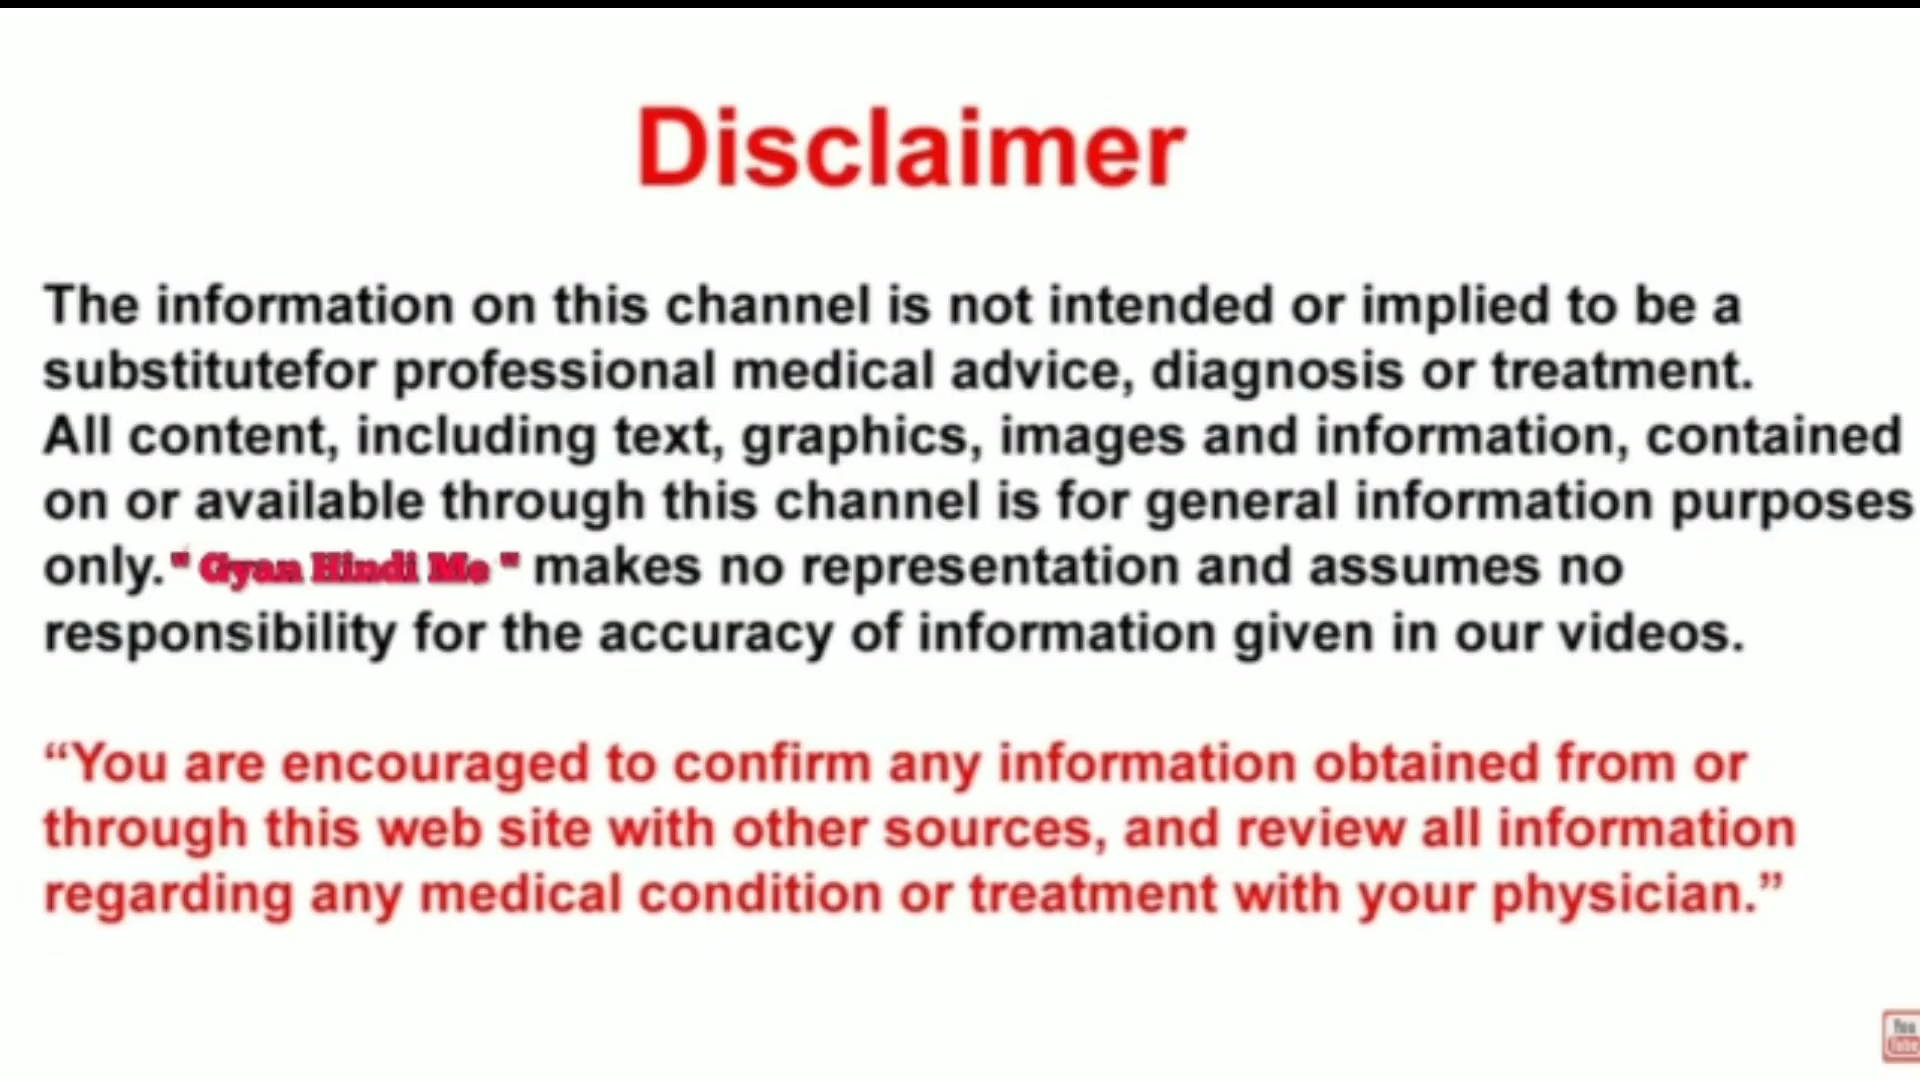 Disclaimer
The information on this channel is not intended or implied to be a
substitutefor professional medical advice, diagnosis or treatment.
All content, including text, graphics, images and information, contained
on or available through this channel is for general information purposes
only. " Gyan Hindi Me " makes no representation and assumes no
responsibility for the accuracy of information given in our videos.
“You are encouraged to confirm any information obtained from or
through this web site with other sources, and review all information
regarding any medical condition or treatment with your physician.”
You
Tube